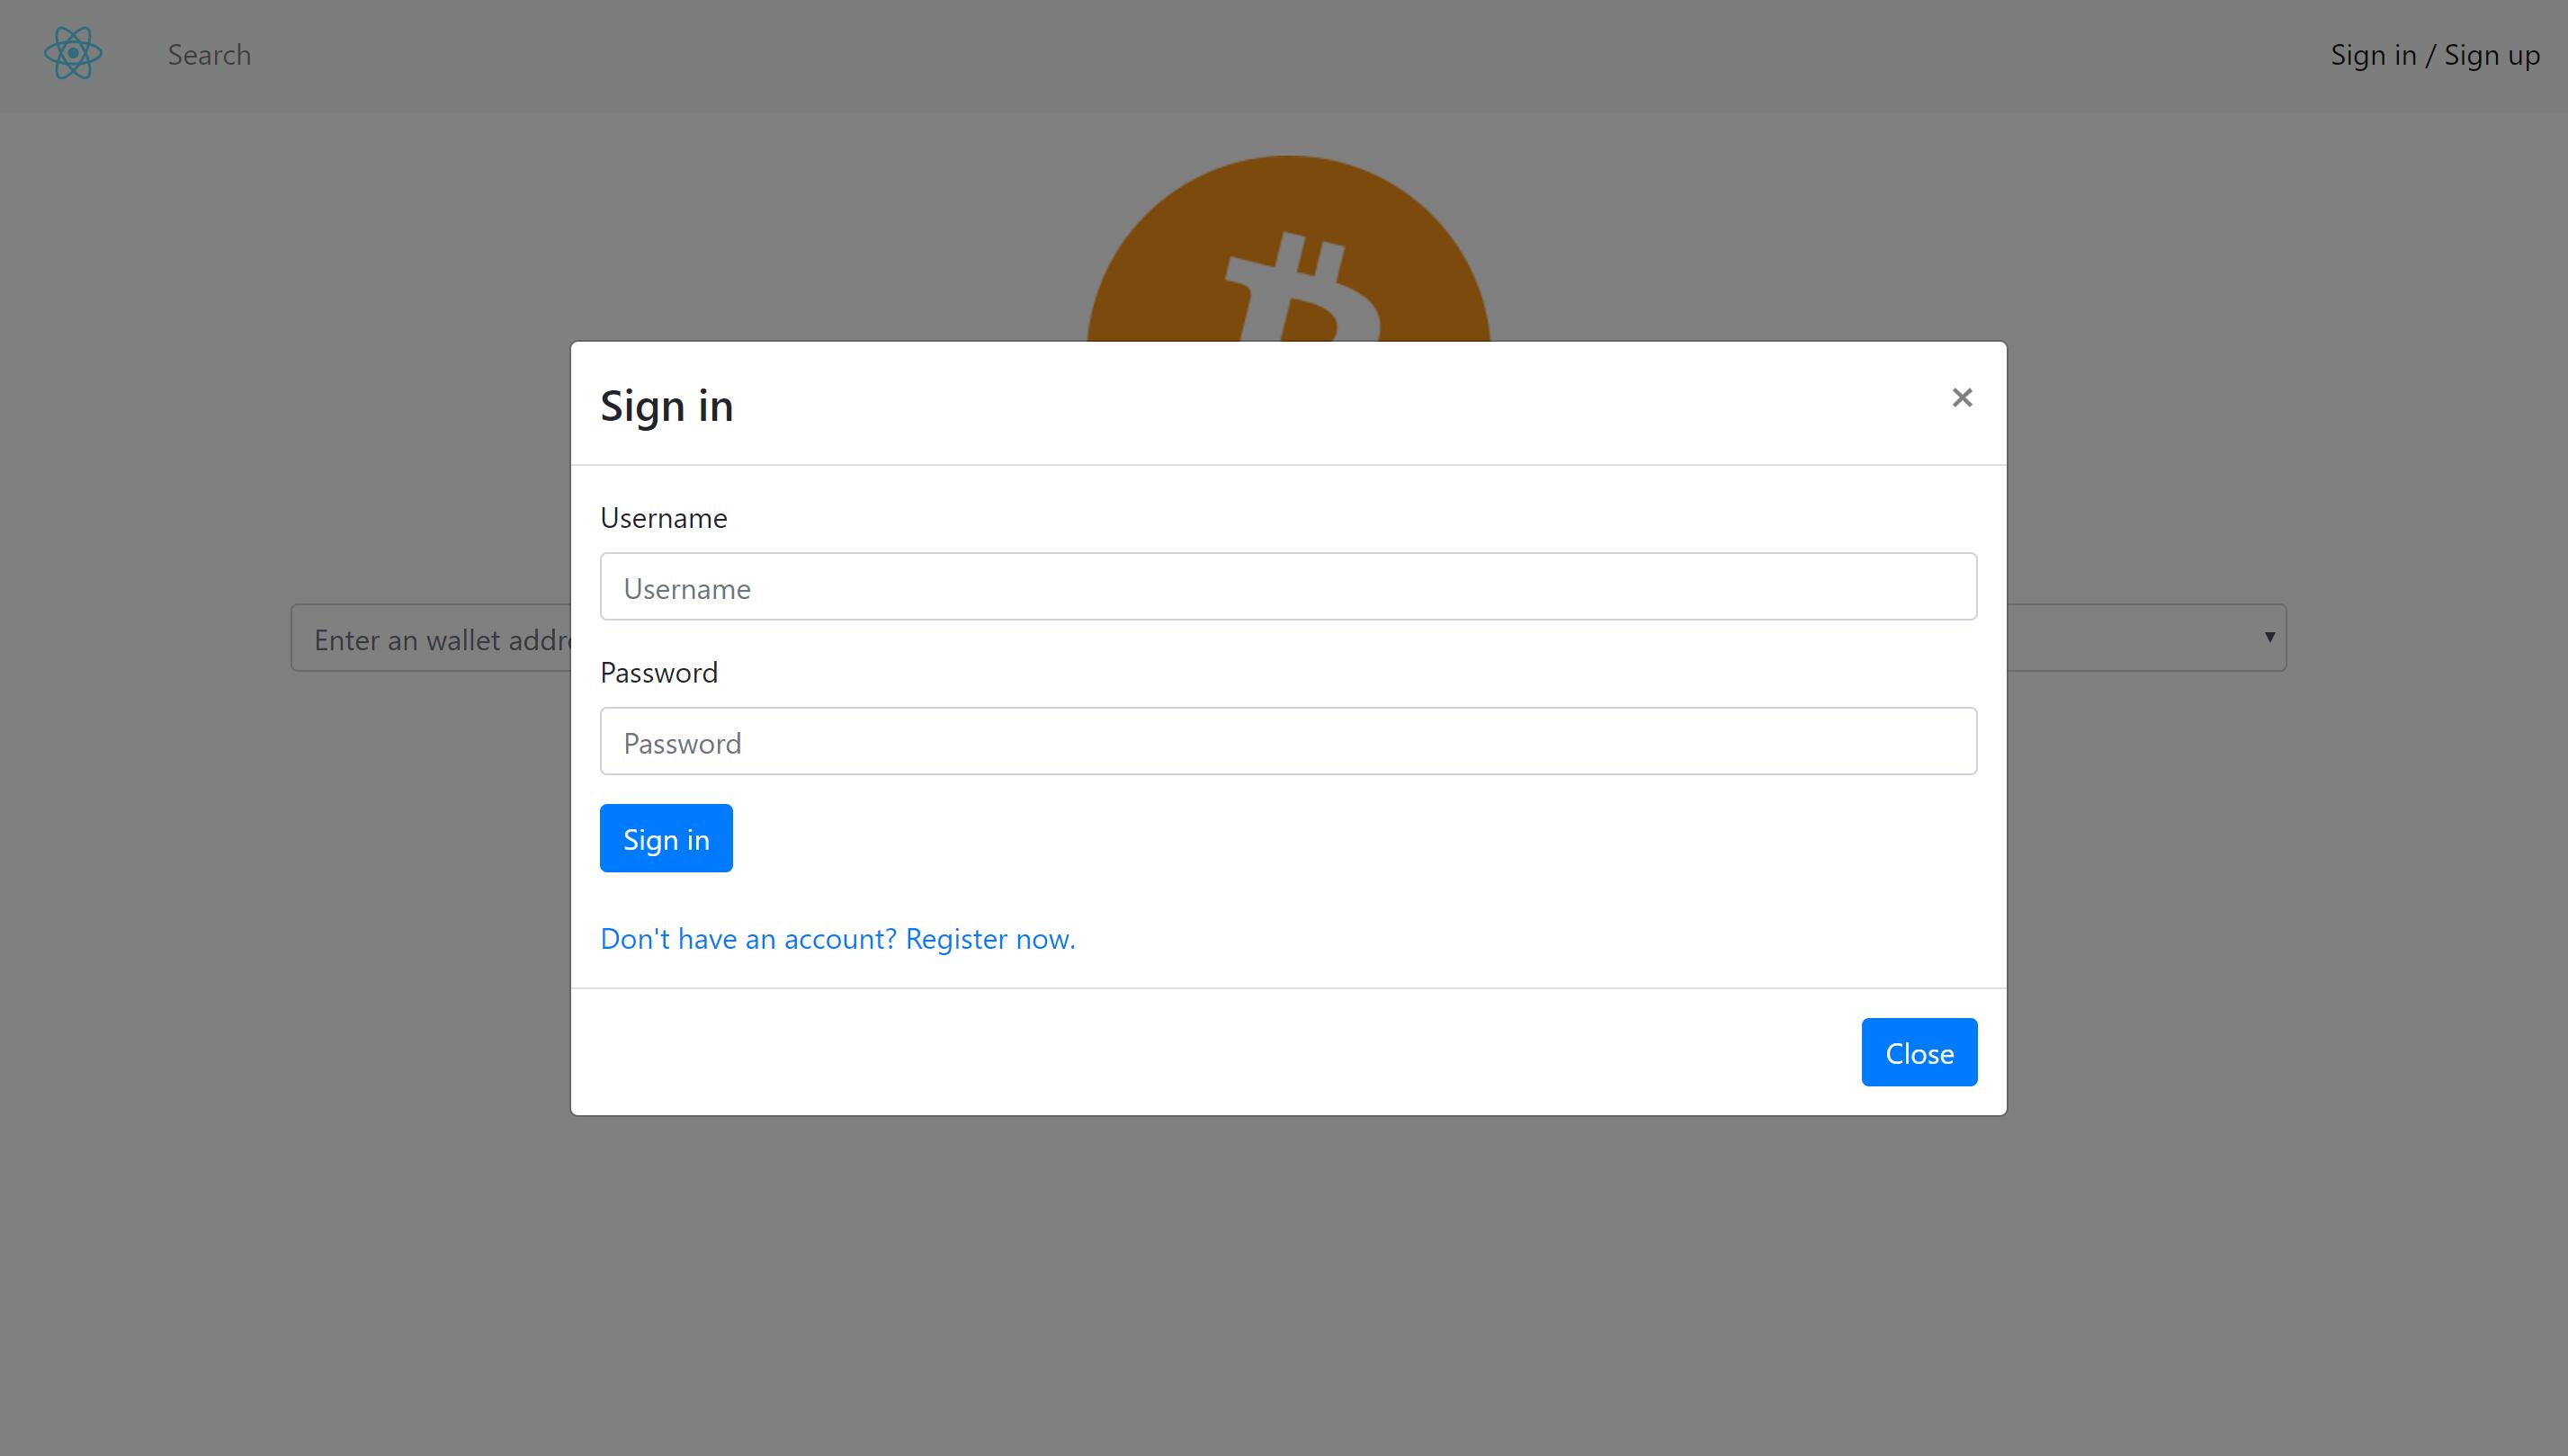 Search
Sign in / Sign up
Sign in
×
Username
Username
Enter an wallet
Password
Password
Sign in
Don't have an account? Register now.
Close